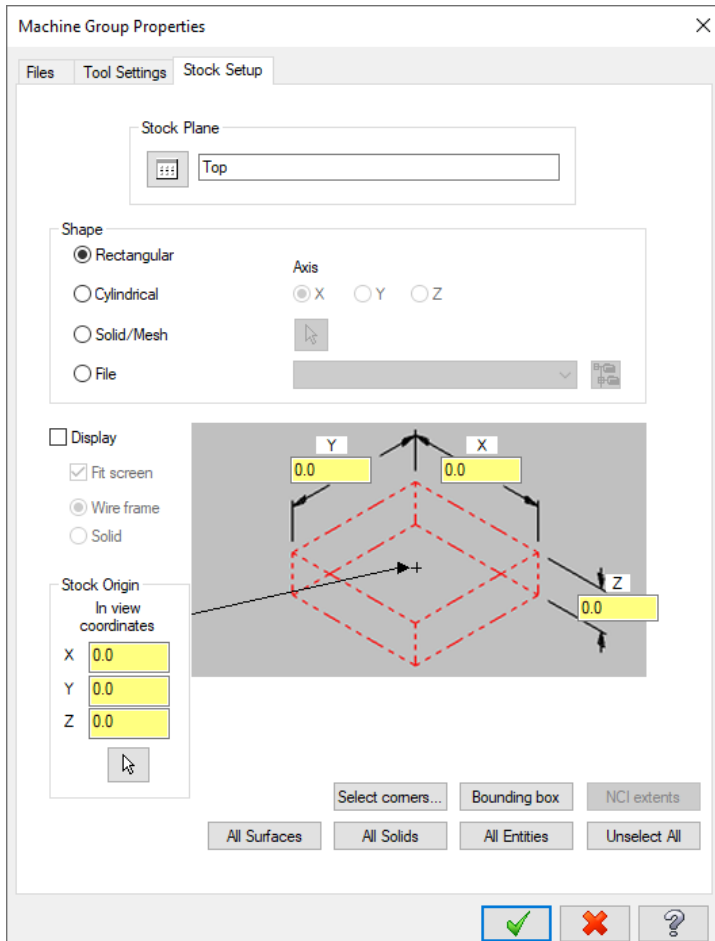 Machine Group Properties
Files Tool Settings Stock Setup
Stock Plane
Top
Shape
Rectangular
Axis
Cylindrical
X Y Z
Solid/Mesh
File
Display
Fit screen
Wire frame
Solid
Y X
0.0 0.0
Z
0.0
Stock Origin
In view
coordinates
X 0.0
Y 0.0
Z 0.0
Select corners... Bounding box NCI extents
All Surfaces All Solids All Entities Unselect All